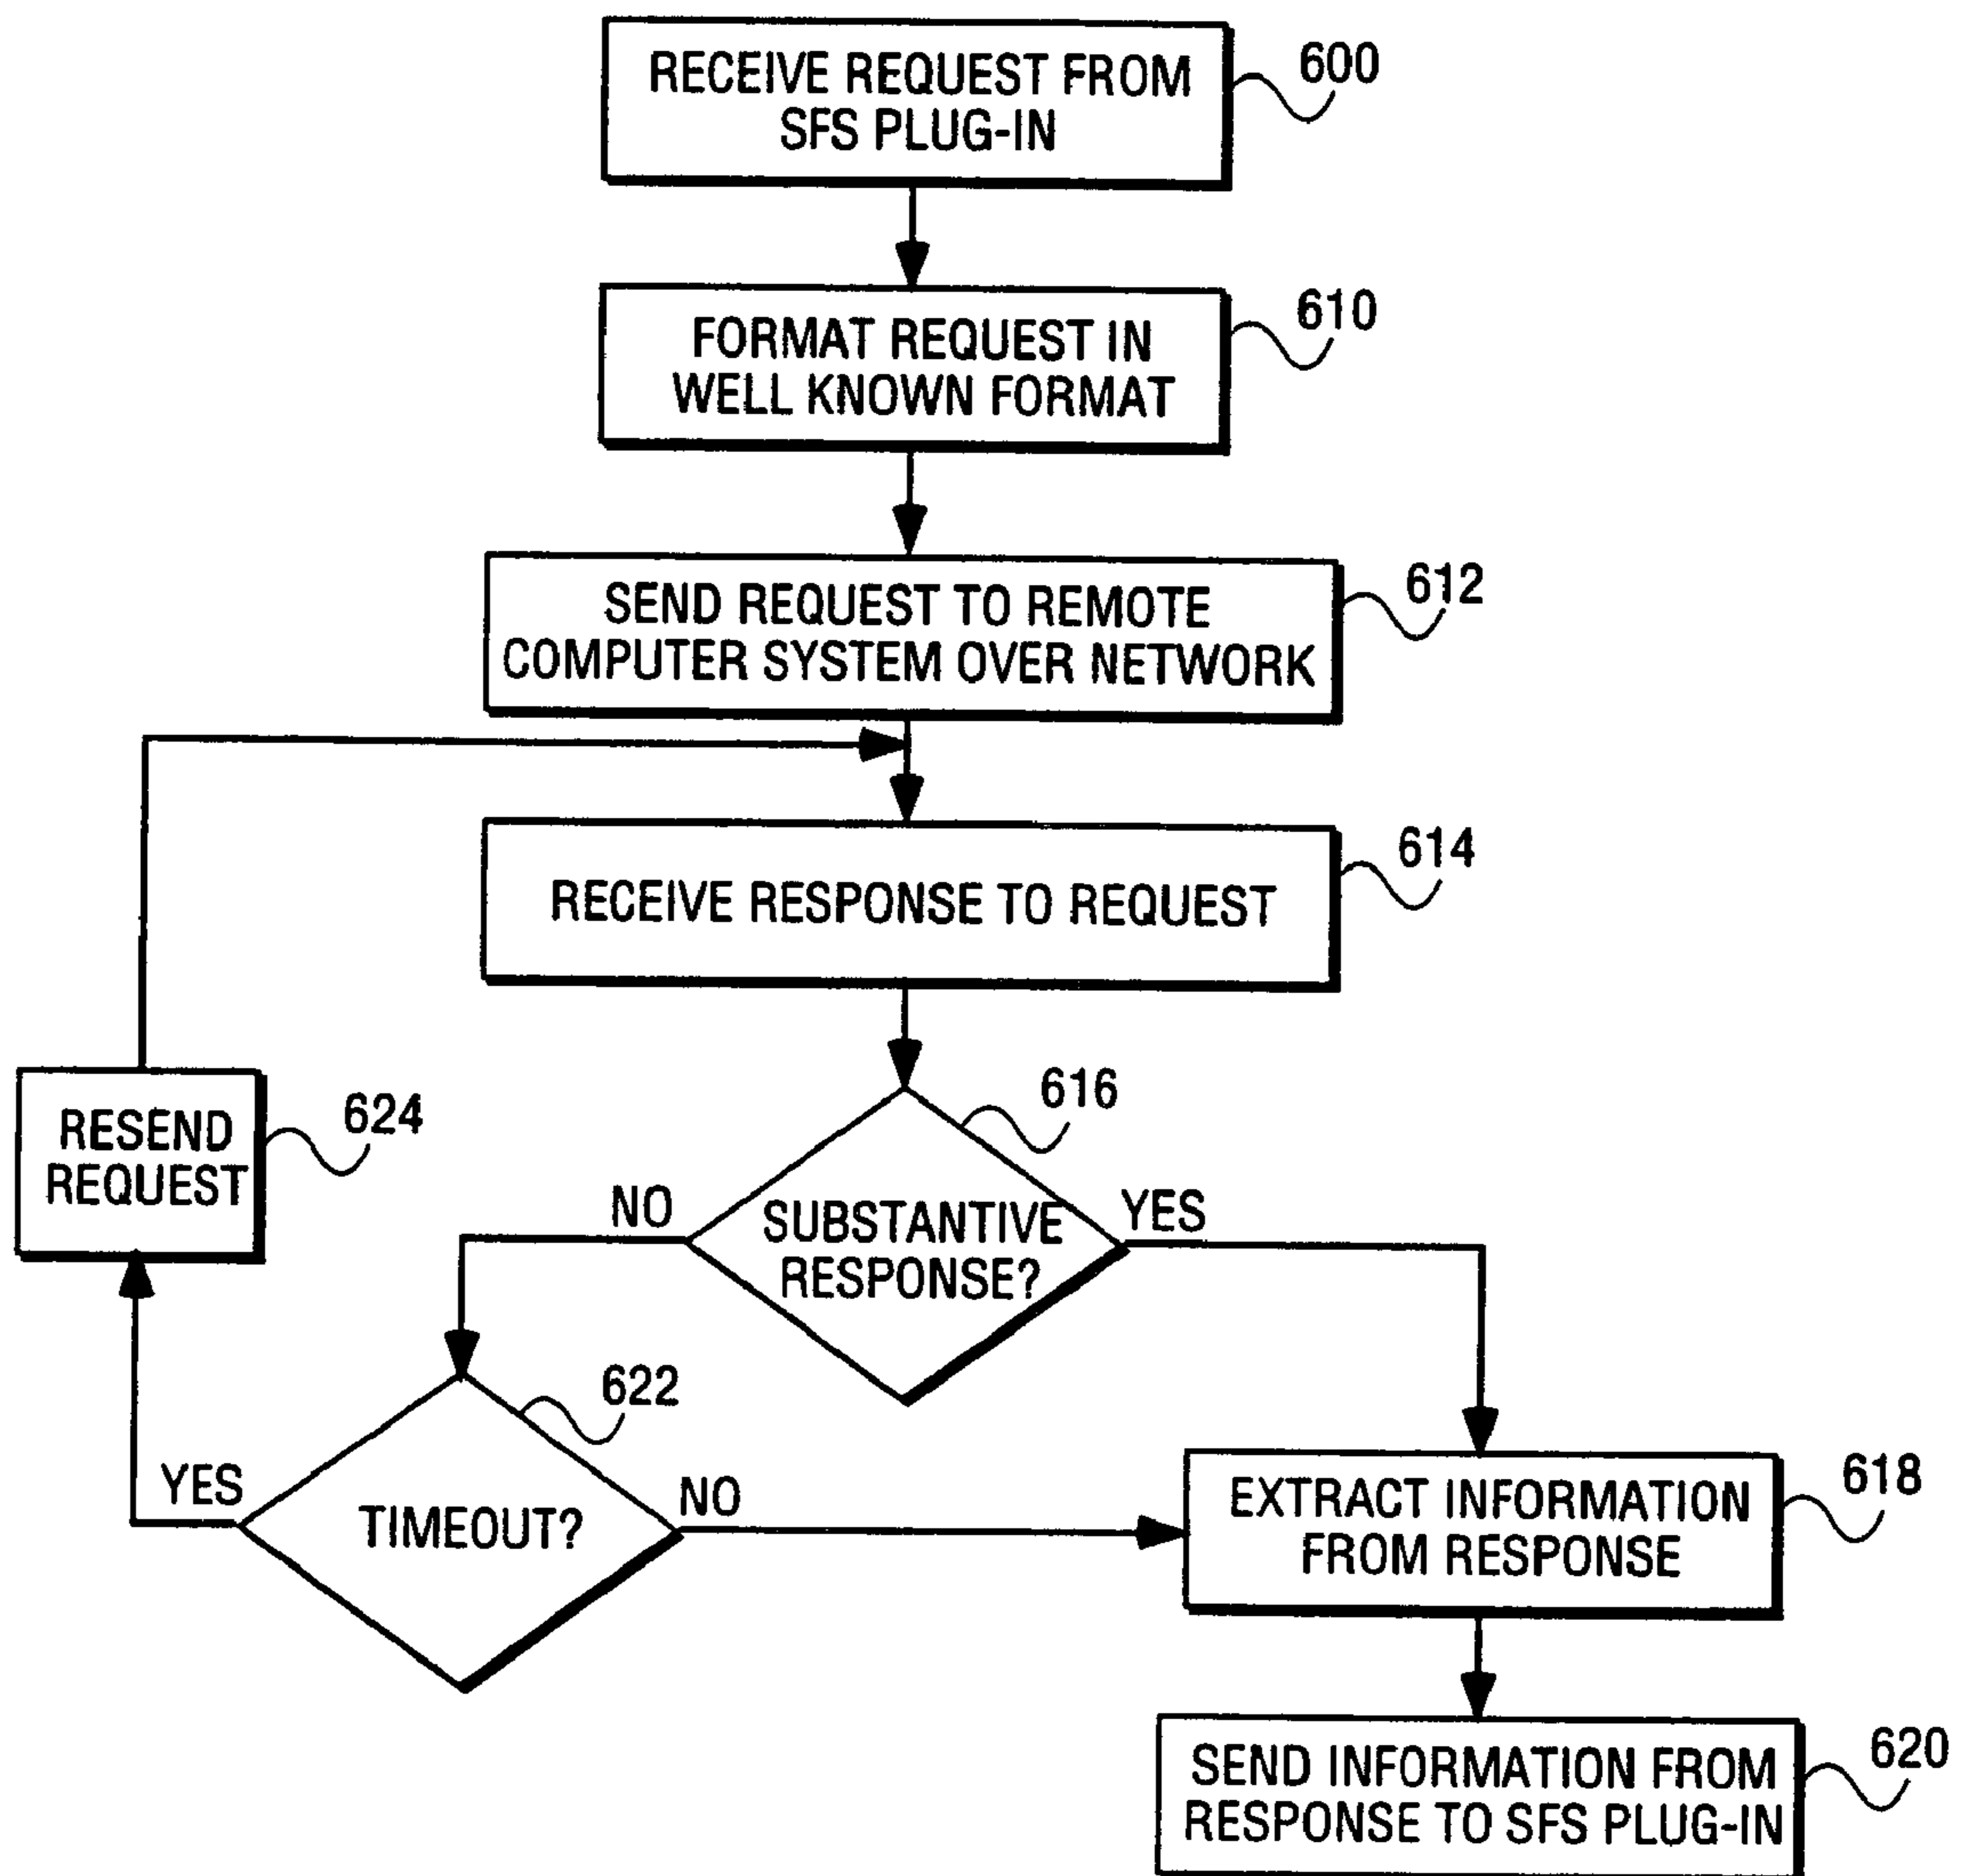 RECEIVE REQUEST FROM
SFS PLUG-IN
600
FORMAT REQUEST IN
WELL KNOWN FORMAT
610
SEND REQUEST TO REMOTE
COMPUTER SYSTEM OVER NETWORK
612
RECEIVE RESPONSE TO REQUEST
614
RESEND
REQUEST
624
616
NO
SUBSTANTIVE
RESPONSE?
YES
622
YES
TIMEOUT?
NO
EXTRACT INFORMATION
FROM RESPONSE
618
SEND INFORMATION FROM
RESPONSE TO SFS PLUG-IN
620